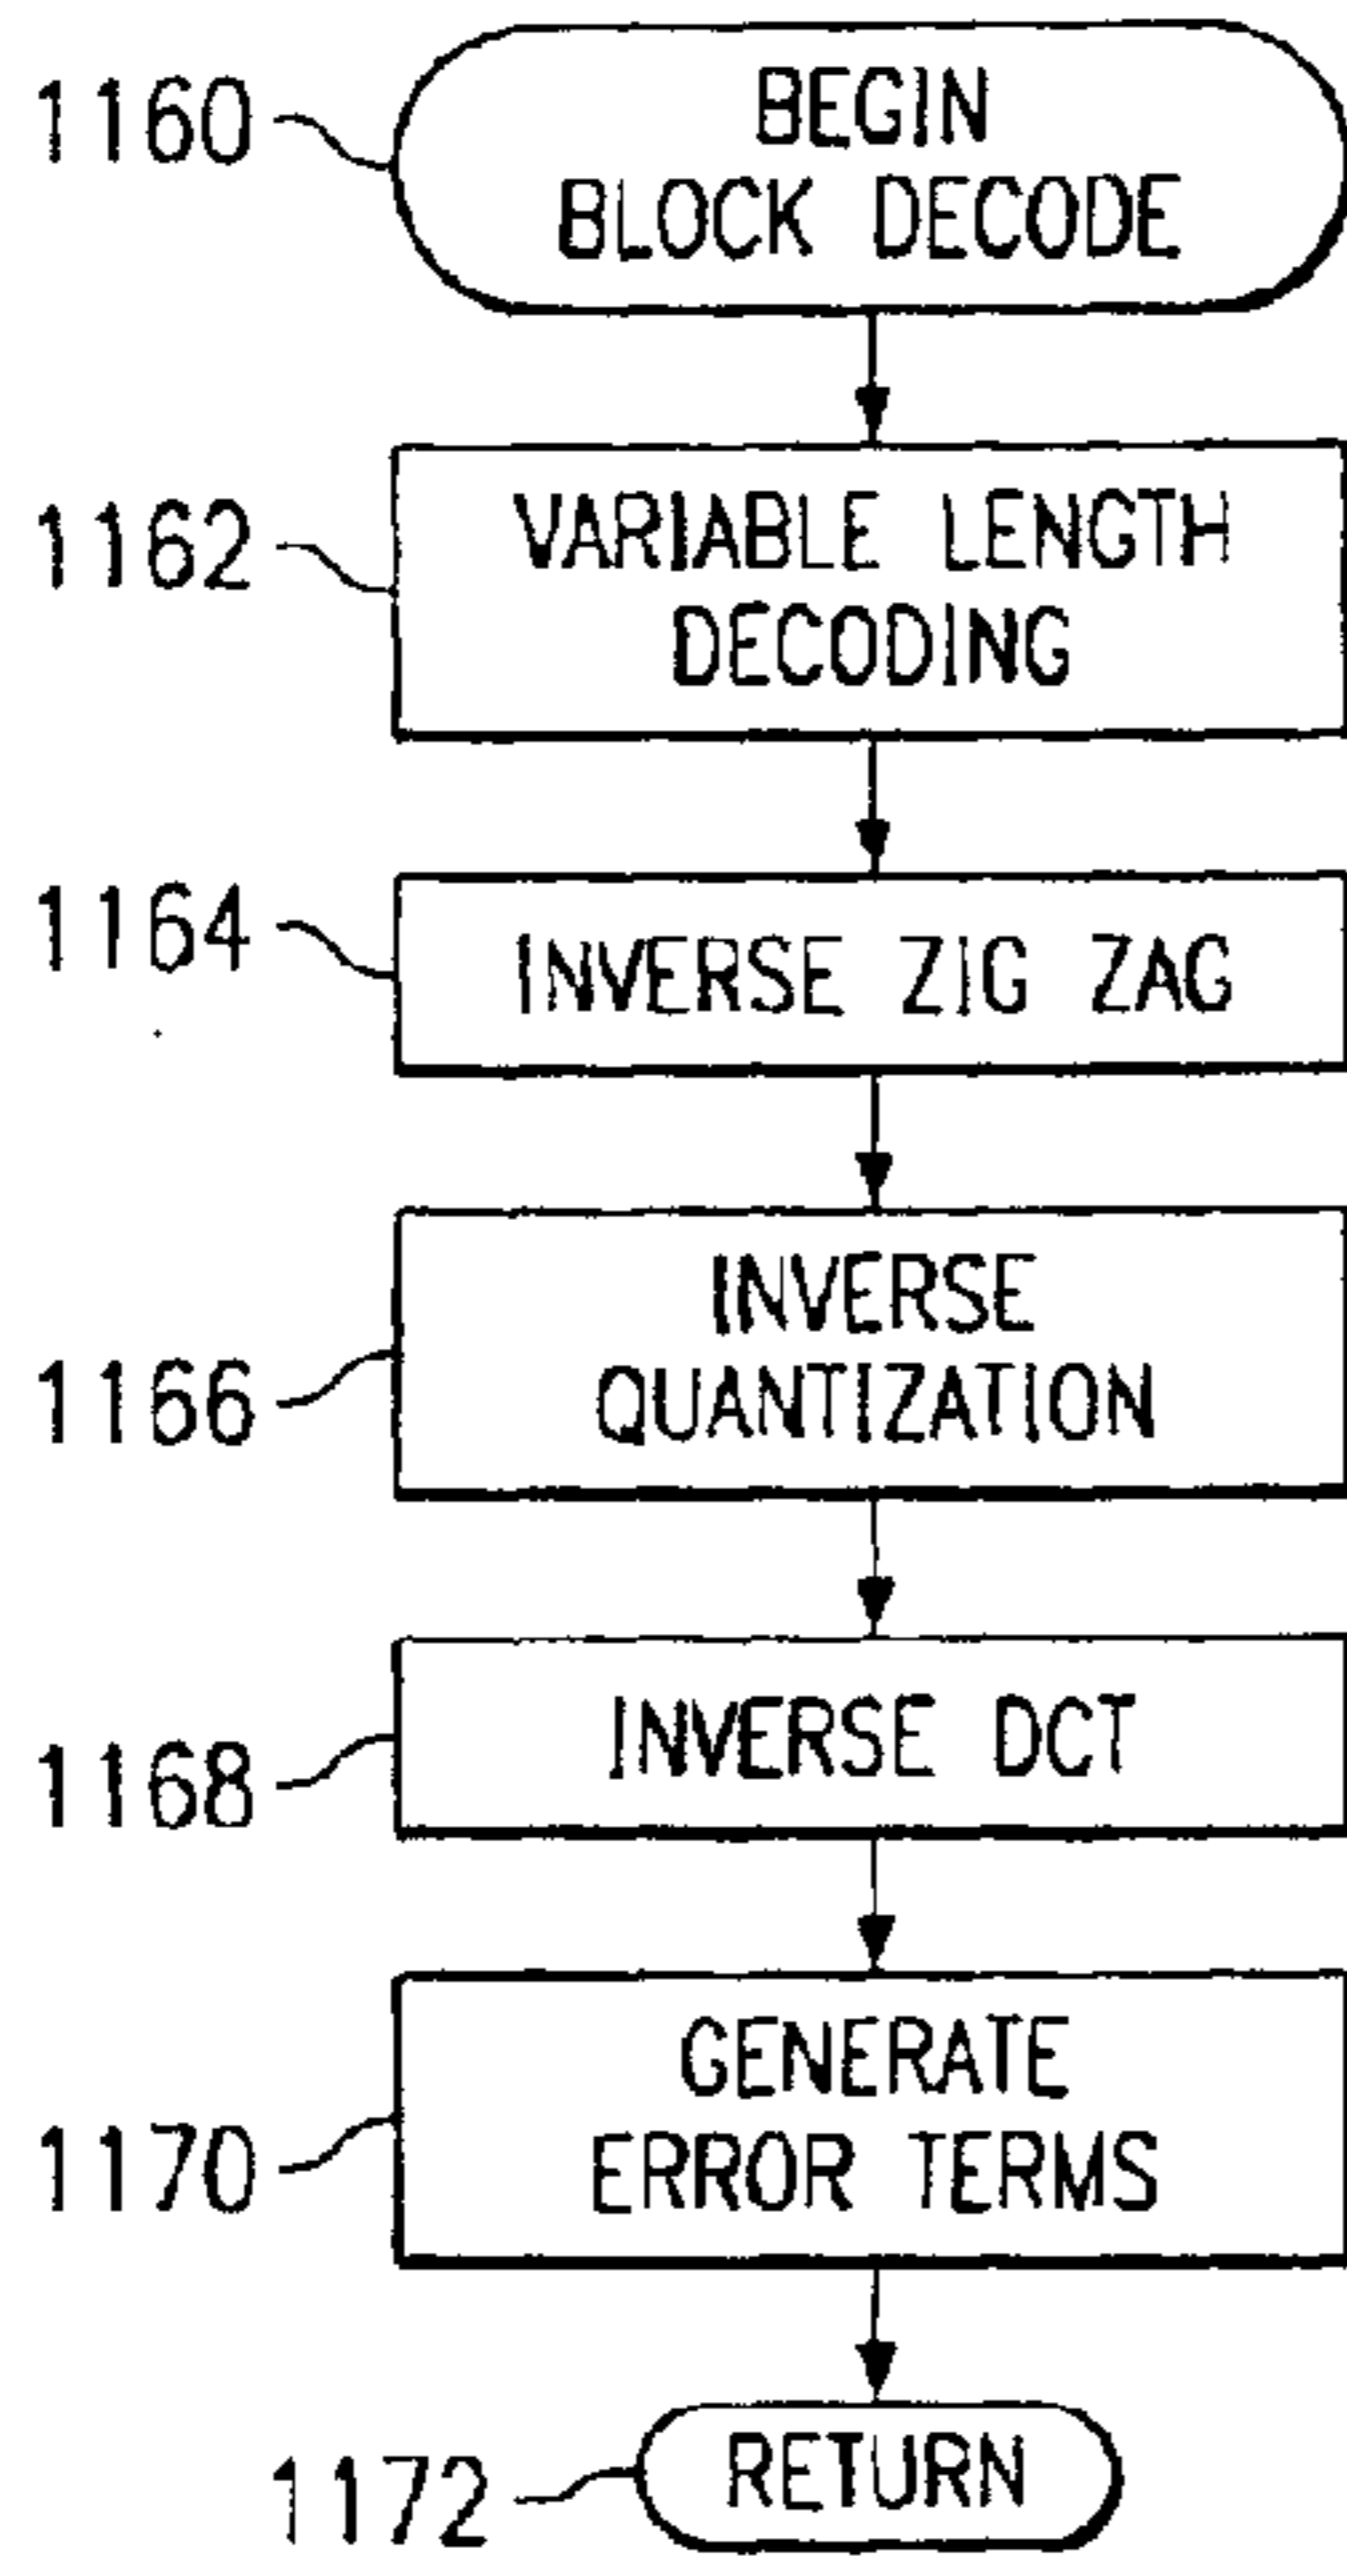 1160
BEGIN
BLOCK DECODE
1162
VARIABLE LENGTH
DECODING
1164
INVERSE ZIG ZAG
1166
INVERSE
QUANTIZATION
1168
INVERSE DCT
1170
GENERATE
ERROR TERMS
1172
RETURN